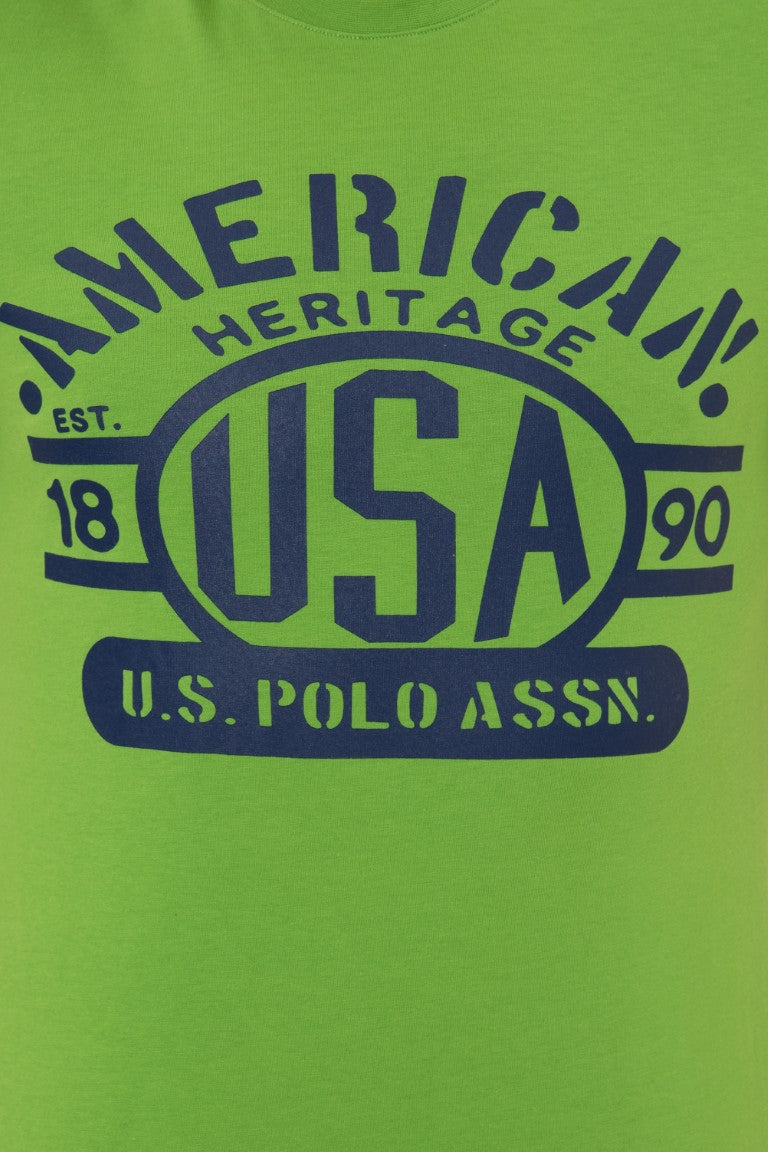 .AMERICAN.
HERITAGE
EST.
18 USA 90
U.S. POLO ASSN.